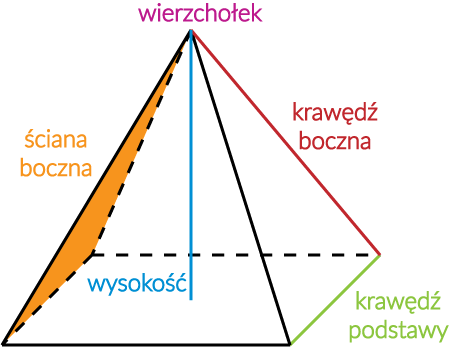 wierzchołek
krawędź
boczna
ściana
boczna
wysokość
krawędź
podstawy